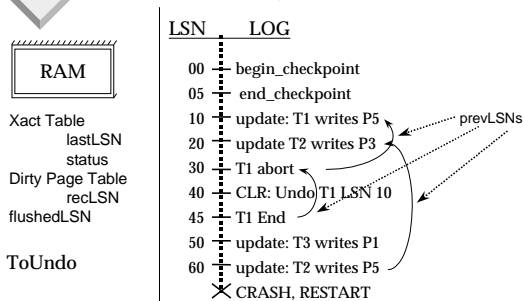 LSN LOG
RAM
Xact Table
lastLSN
status
Dirty Page Table
recLSN
flushedLSN
ToUndo
00 begin_checkpoint
05 end_checkpoint
10 update: T1 writes P5
20 update T2 writes P3
30 T1 abort
40 CLR: Undo T1 LSN 10
45 T1 End
50 update: T3 writes P1
60 update: T2 writes P5
CRASH, RESTART
prevLSNs